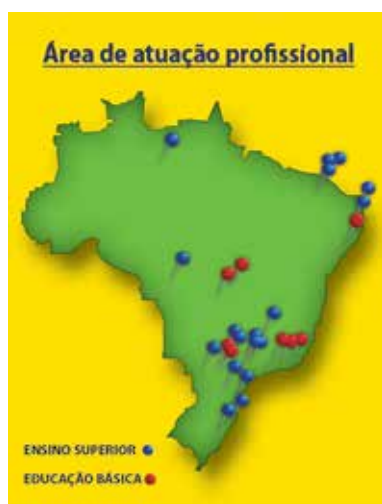 Área de atuação profissional
ENSINO SUPERIOR
EDUCAÇÃO BÁSICA